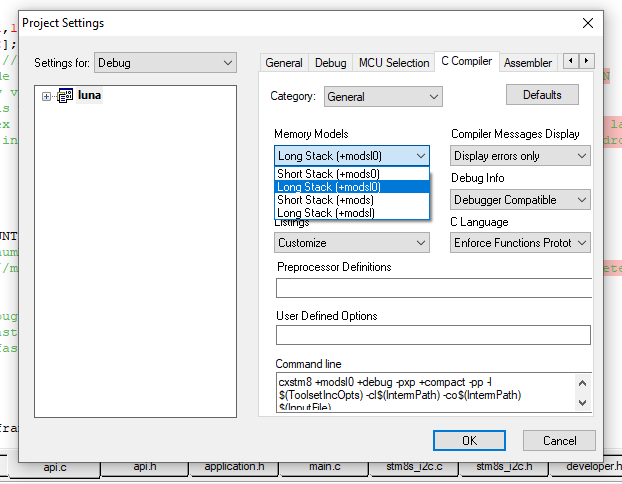 Project Settings
Settings for:
Debug
luna
General
Debug
MCU Selection
C Compiler
Assembler
Category:
General
Defaults
Memory Models
Long Stack (+modsl0)
Short Stack (+mods0)
Long Stack (+modsl0)
Short Stack (+mods)
Long Stack (+modsl)
Compiler Messages Display
Display errors only
Debug Info
Debugger Compatible
Listings
Customize
C Language
Enforce Functions Protot
Preprocessor Definitions
User Defined Options
Command line
cxstm8 +modsl0 +debug -pxp +compact -pp -l
$(ToolsetIncOpts) -cl$(IntermPath) -co$(IntermPath)
$(InputFile)
OK
Cancel
api.c
api.h
application.h
main.c
stm8s_i2c.c
stm8s_i2c.h
developer.h